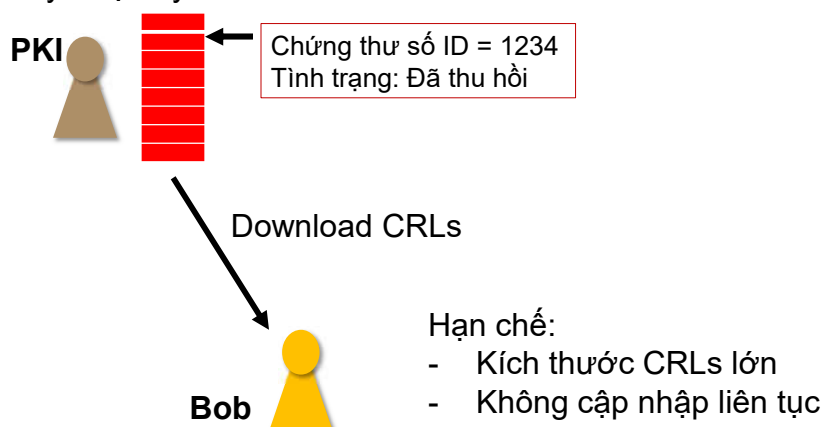 PKI
Chứng thư số ID = 1234
Tình trạng: Đã thu hồi
Download CRLs
Hạn chế:
- Kích thước CRLs lớn
- Không cập nhập liên tục
Bob